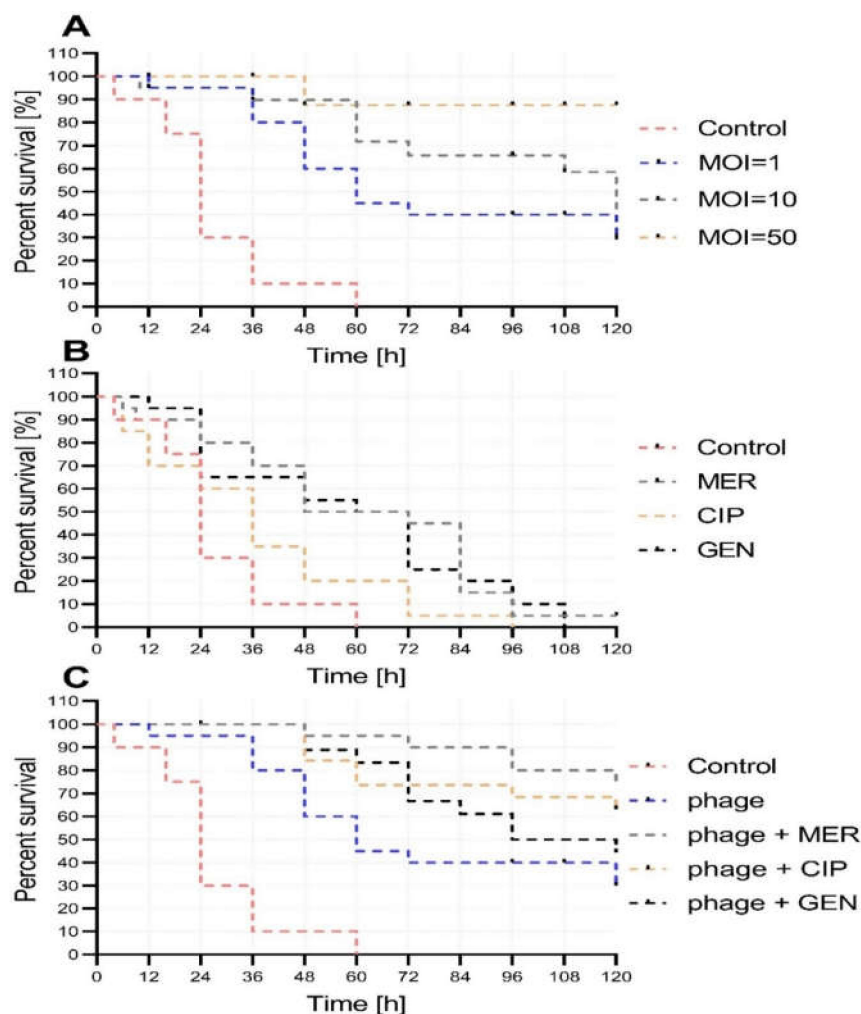 A
Percent survival [%]
110
100
90
80
70
60
50
40
30
20
10
0
0 12 24 36 48 60 72 84 96 108 120
Time [h]
Control
MOI=1
MOI=10
MOI=50
B
Percent survival [%]
110
100
90
80
70
60
50
40
30
20
10
0
0 12 24 36 48 60 72 84 96 108 120
Time [h]
Control
MER
CIP
GEN
C
Percent survival
110
100
90
80
70
60
50
40
30
20
10
0
0 12 24 36 48 60 72 84 96 108 120
Time [h]
Control
phage
phage + MER
phage + CIP
phage + GEN